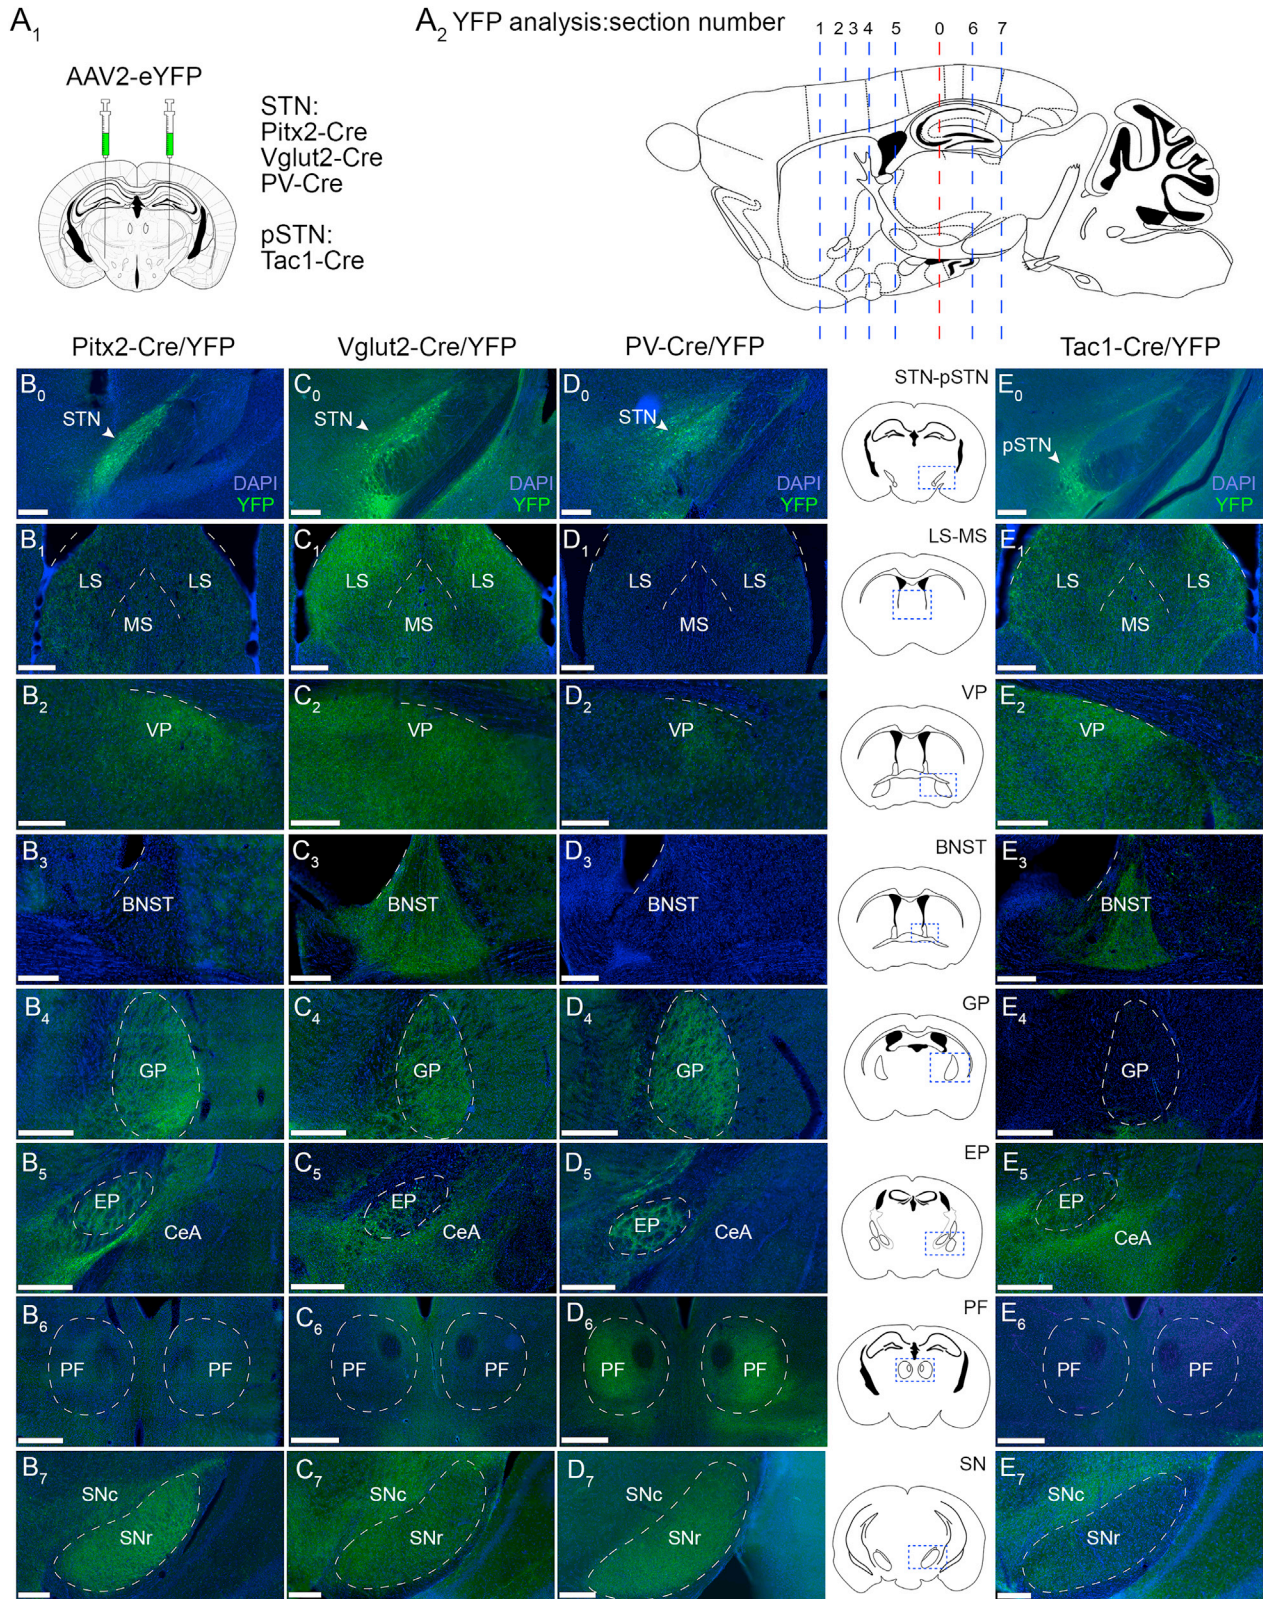 A1
A2 YFP analysis:section number
1 2 3 4 5 0 6 7
AAV2-eYFP
STN:
Pitx2-Cre
Vglut2-Cre
PV-Cre
pSTN:
Tac1-Cre
Pitx2-Cre/YFP Vglut2-Cre/YFP PV-Cre/YFP Tac1-Cre/YFP
B0 STN DAPI YFP
C0 STN DAPI YFP
D0 STN DAPI YFP
STN-pSTN
E0 pSTN DAPI YFP
B1 LS LS MS
C1 LS LS MS
D1 LS LS MS
LS-MS
E1 LS LS MS
B2 VP
C2 VP
D2 VP
VP
E2 VP
B3 BNST
C3 BNST
D3 BNST
BNST
E3 BNST
B4 GP
C4 GP
D4 GP
GP
E4 GP
B5 EP CeA
C5 EP CeA
D5 EP CeA
EP
E5 EP CeA
B6 PF PF
C6 PF PF
D6 PF PF
PF
E6 PF PF
B7 SNc SNr
C7 SNc SNr
D7 SNc SNr
SN
E7 SNc SNr